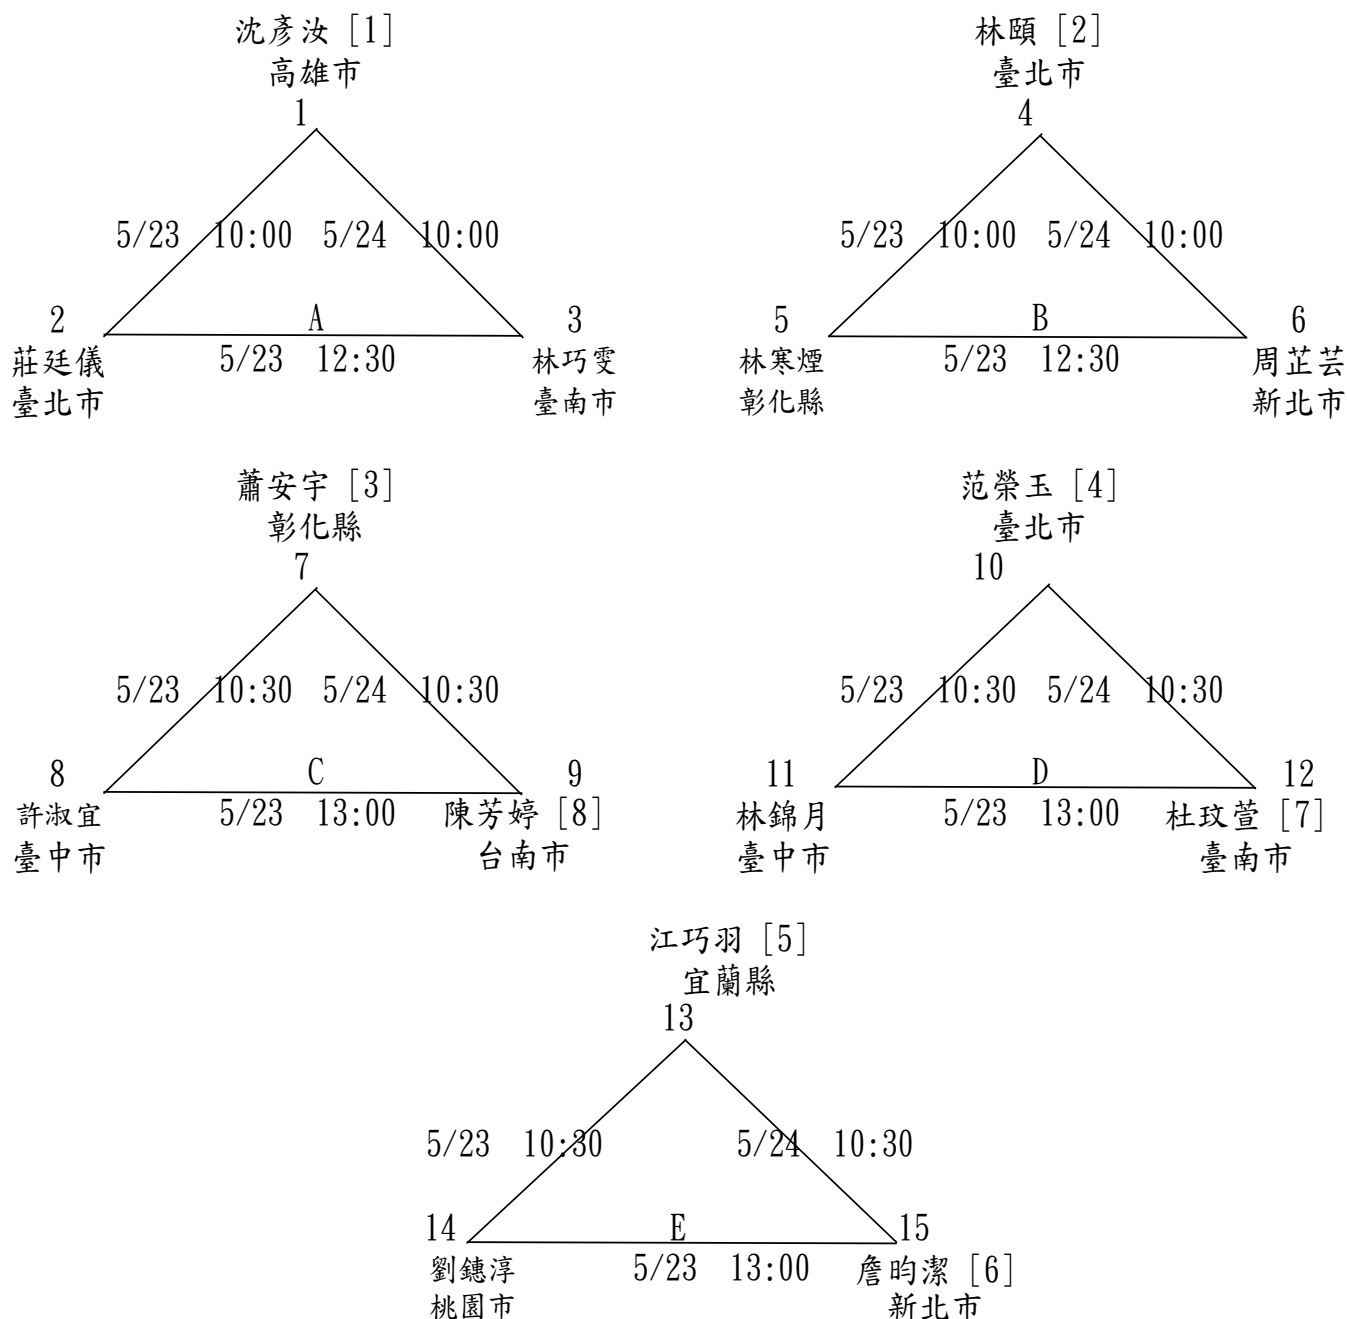 沈彥汝 [1]
高雄市
1
5/23 10:00 5/24 10:00
A
2
3
5/23 12:30
莊廷儀
臺北市
林巧雯
臺南市
林頤 [2]
臺北市
4
5/23 10:00 5/24 10:00
B
5
6
5/23 12:30
林寒煙
彰化縣
周芷芸
新北市
蕭安宇 [3]
彰化縣
7
5/23 10:30 5/24 10:30
C
8
9
5/23 13:00
許淑宜
臺中市
陳芳婷 [8]
台南市
范榮玉 [4]
臺北市
10
5/23 10:30 5/24 10:30
D
11
12
5/23 13:00
林錦月
臺中市
杜玟萱 [7]
臺南市
江巧羽 [5]
宜蘭縣
13
5/23 10:30 5/24 10:30
E
14
15
5/23 13:00
劉鏸淳
桃園市
詹昀潔 [6]
新北市